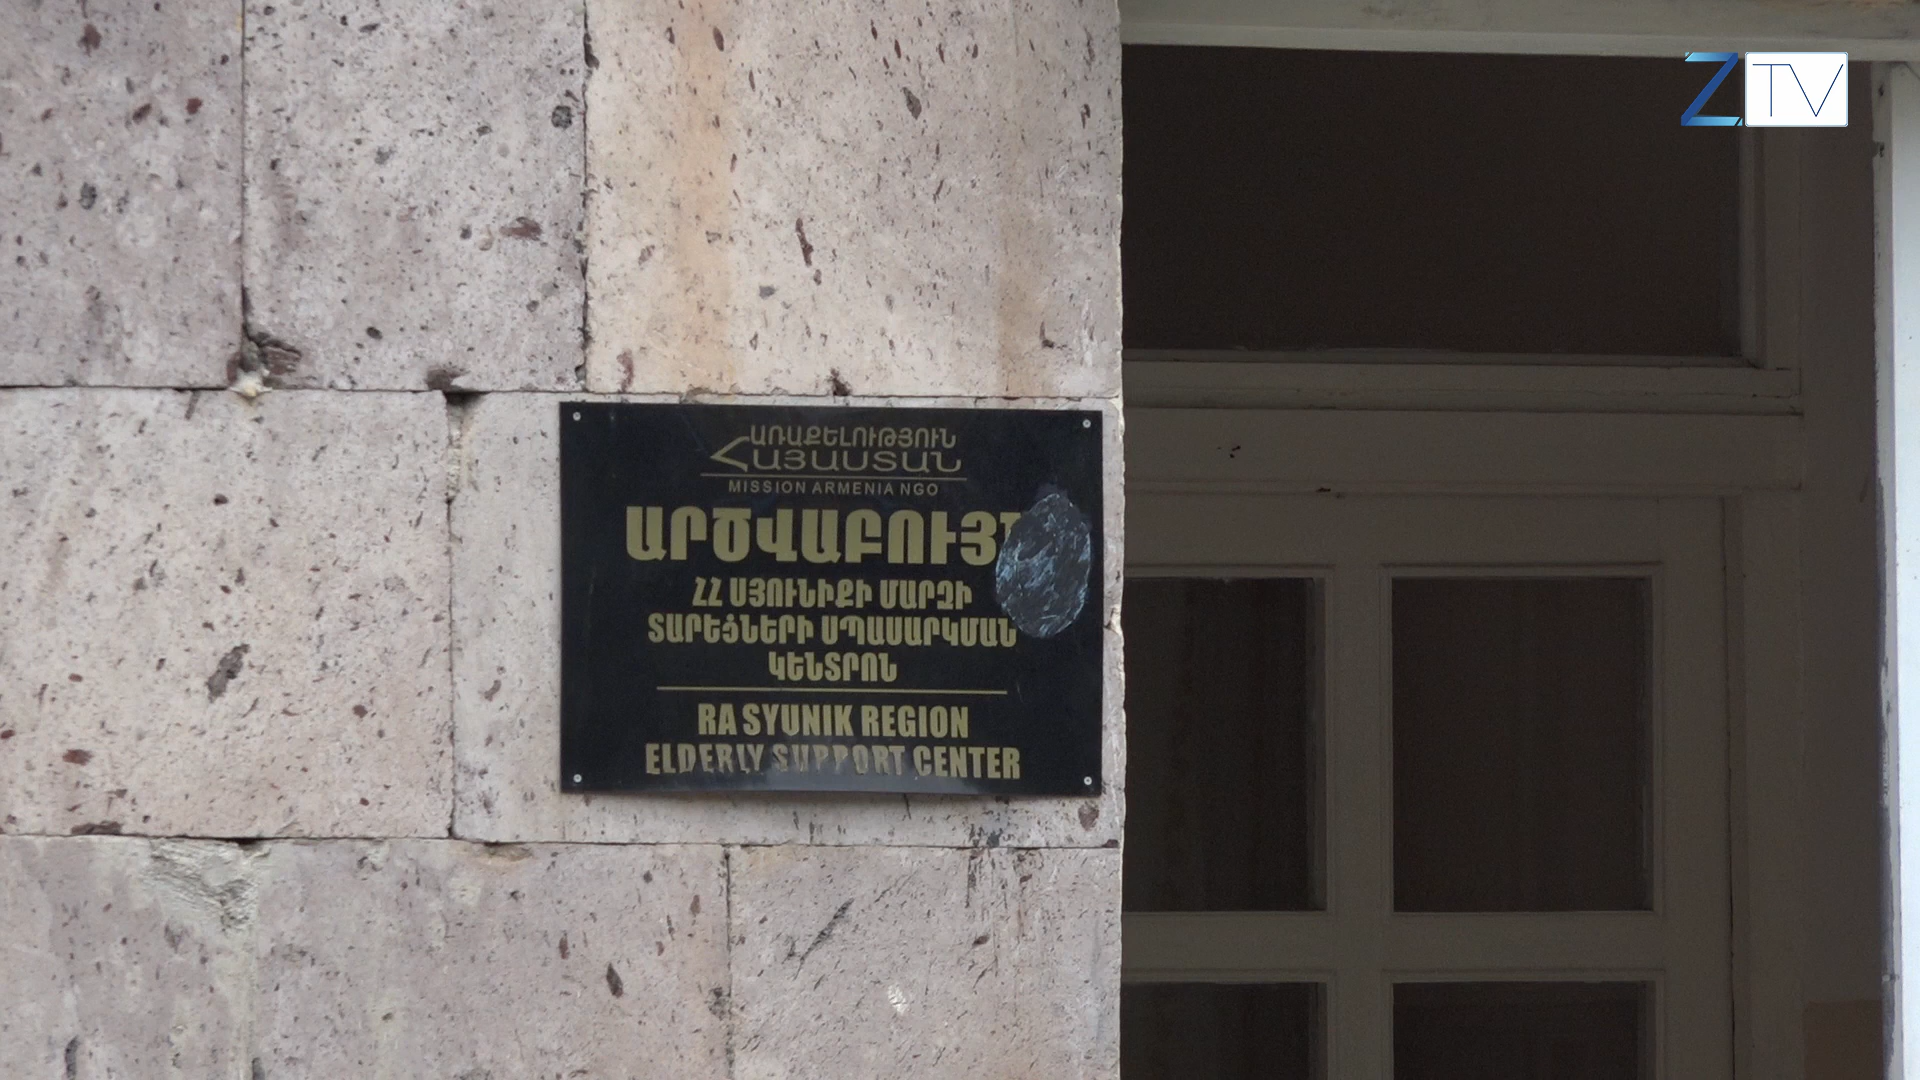 ԱՌԱՔԵԼՈՒԹՅՈՒՆ
ՀԱՅԱՍՏԱՆ
MISSION ARMENIA NGO
ԱՐԾՎԱԲՈՒՅՆ
ՀՀ ՍՅՈՒՆԻՔԻ ՄԱՐԶԻ
ՏԱՐԵՑՆԵՐԻ ՍՊԱՍԱՐԿՄԱՆ
ԿԵՆՏՐՈՆ
RA SYUNIK REGION
ELDERLY SUPPORT CENTER
ZTV